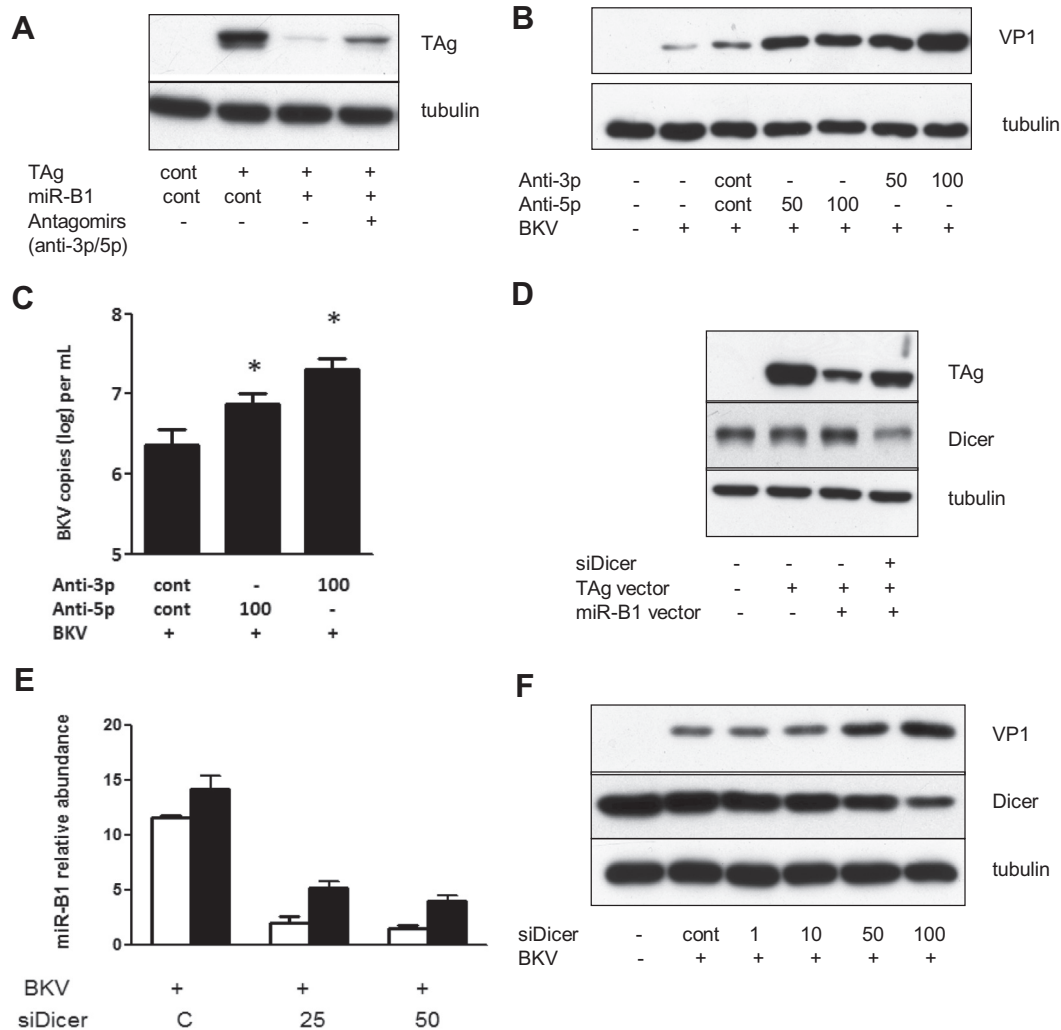 A
TAg
tubulin
TAg cont + + +
miR-B1 cont cont + +
Antagomirs - - - +
(anti-3p/5p)
B
VP1
tubulin
Anti-3p - - cont - - 50 100
Anti-5p - - cont 50 100 - -
BKV - + + + + + +
C
BKV copies (log) per mL
8
7
6
5
* *
Anti-3p cont - 100
Anti-5p cont 100 -
BKV + + +
D
TAg
Dicer
tubulin
siDicer - - - +
TAg vector - + + +
miR-B1 vector - - + +
E
miR-B1 relative abundance
20
15
10
5
0
BKV + + +
siDicer C 25 50
F
VP1
Dicer
tubulin
siDicer - cont 1 10 50 100
BKV - + + + + +